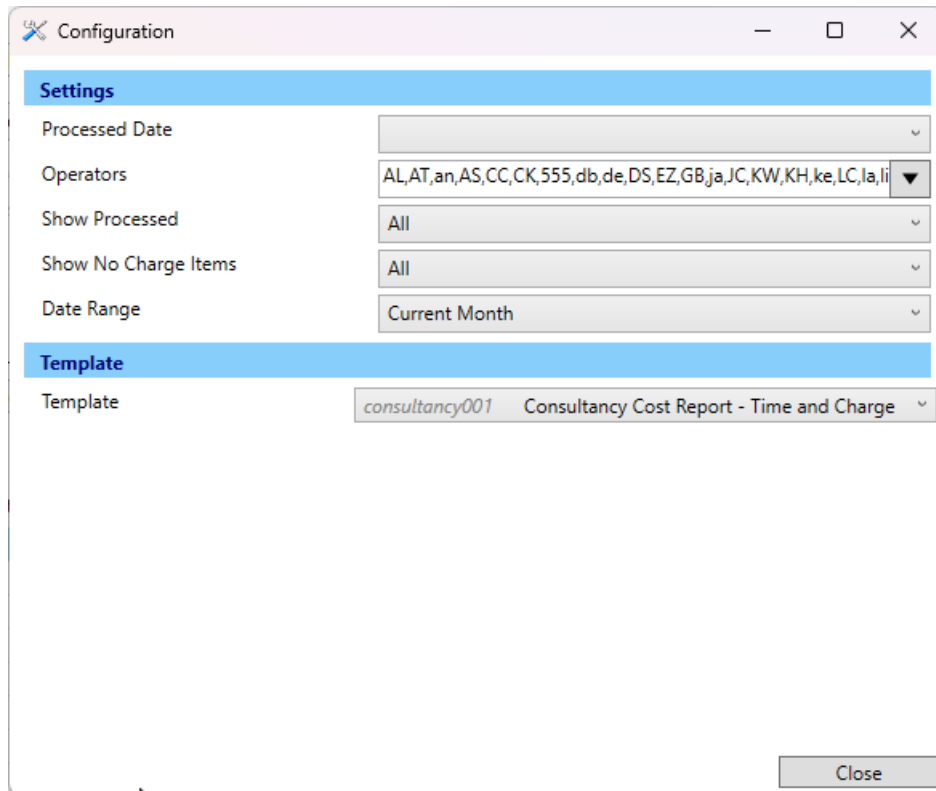 Configuration
Settings
Processed Date
Operators AL,AT,an,AS,CC,CK,555,db,de,DS,EZ,GB,ja,JC,KW,KH,ke,LC,la,li
Show Processed All
Show No Charge Items All
Date Range Current Month
Template
Template consultancy001 Consultancy Cost Report - Time and Charge
Close